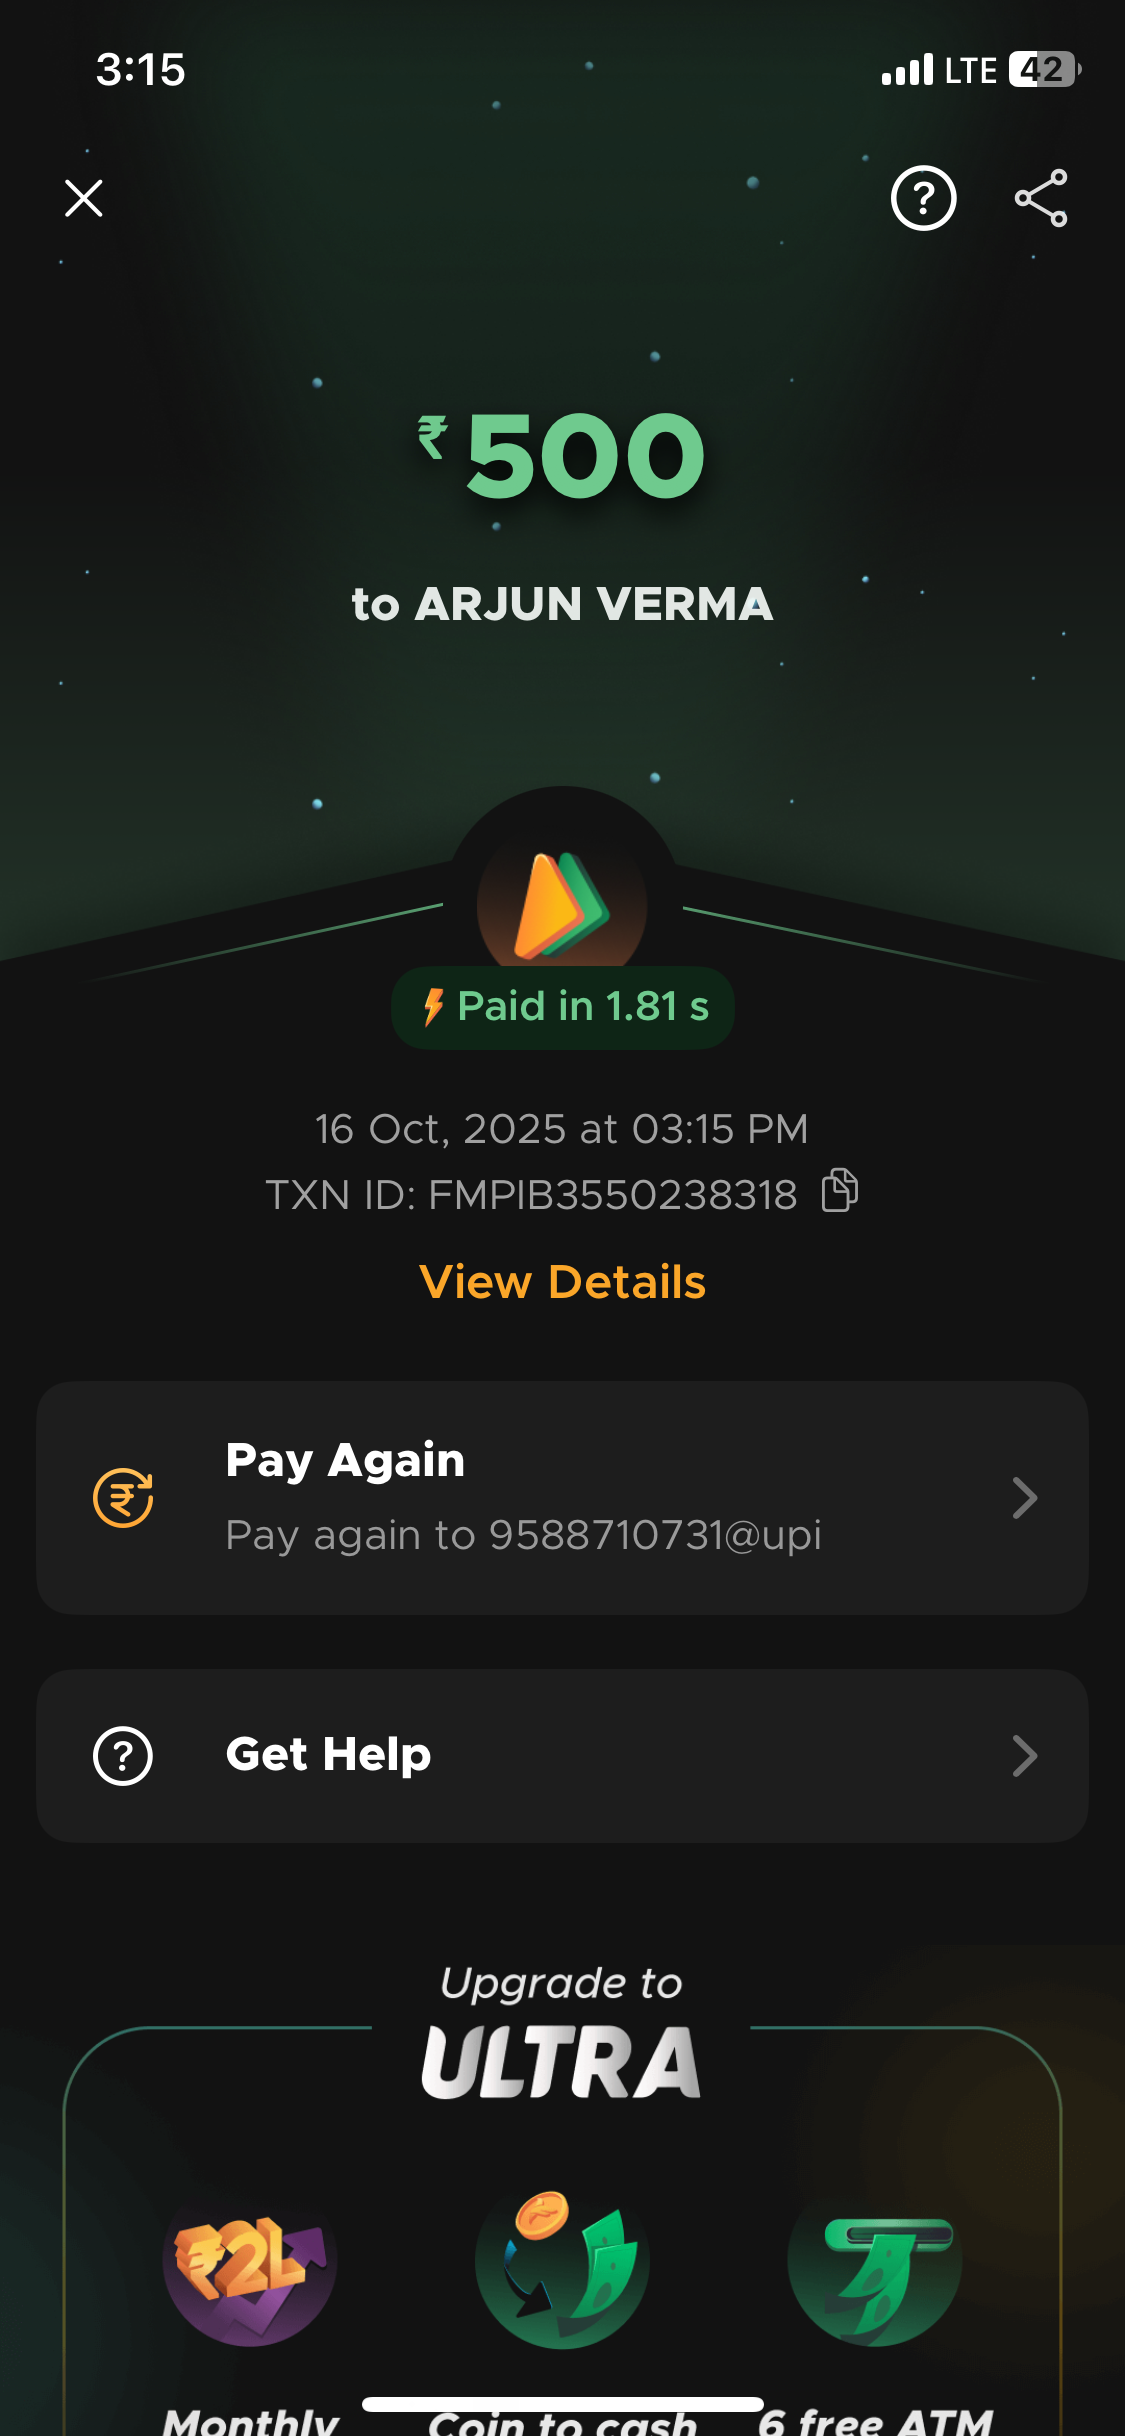 3:15
LTE 42
₹500
to ARJUN VERMA
Paid in 1.81 s
16 Oct, 2025 at 03:15 PM
TXN ID: FMPIB3550238318
View Details
Pay Again
Pay again to 9588710731@upi
Get Help
Upgrade to
ULTRA
₹2L
Monthly Coin to cash 6 free ATM